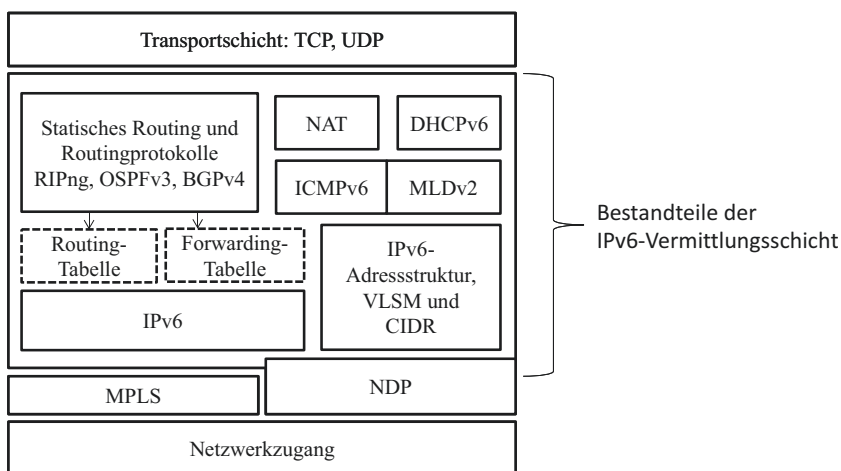 Transportschicht: TCP, UDP
Statisches Routing und
Routingprotokolle
RIPng, OSPFv3, BGPv4
NAT
DHCPv6
ICMPv6
MLDv2
Routing-
Tabelle
Forwarding-
Tabelle
IPv6-
Adressstruktur,
VLSM und
CIDR
IPv6
NDP
MPLS
Netzwerkzugang
Bestandteile der
IPv6-Vermittlungsschicht